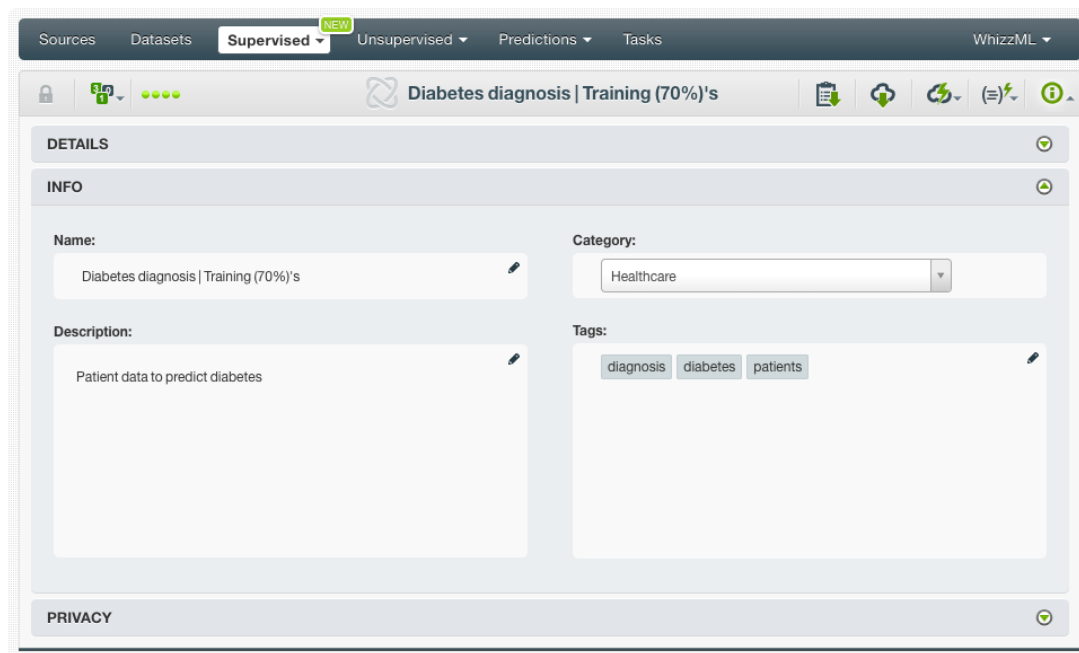 NEW
Sources Datasets Supervised Unsupervised Predictions Tasks WhizzML
Diabetes diagnosis | Training (70%)'s
DETAILS
INFO
Name: Category:
Diabetes diagnosis | Training (70%)'s Healthcare
Description: Tags:
Patient data to predict diabetes diagnosis diabetes patients
PRIVACY